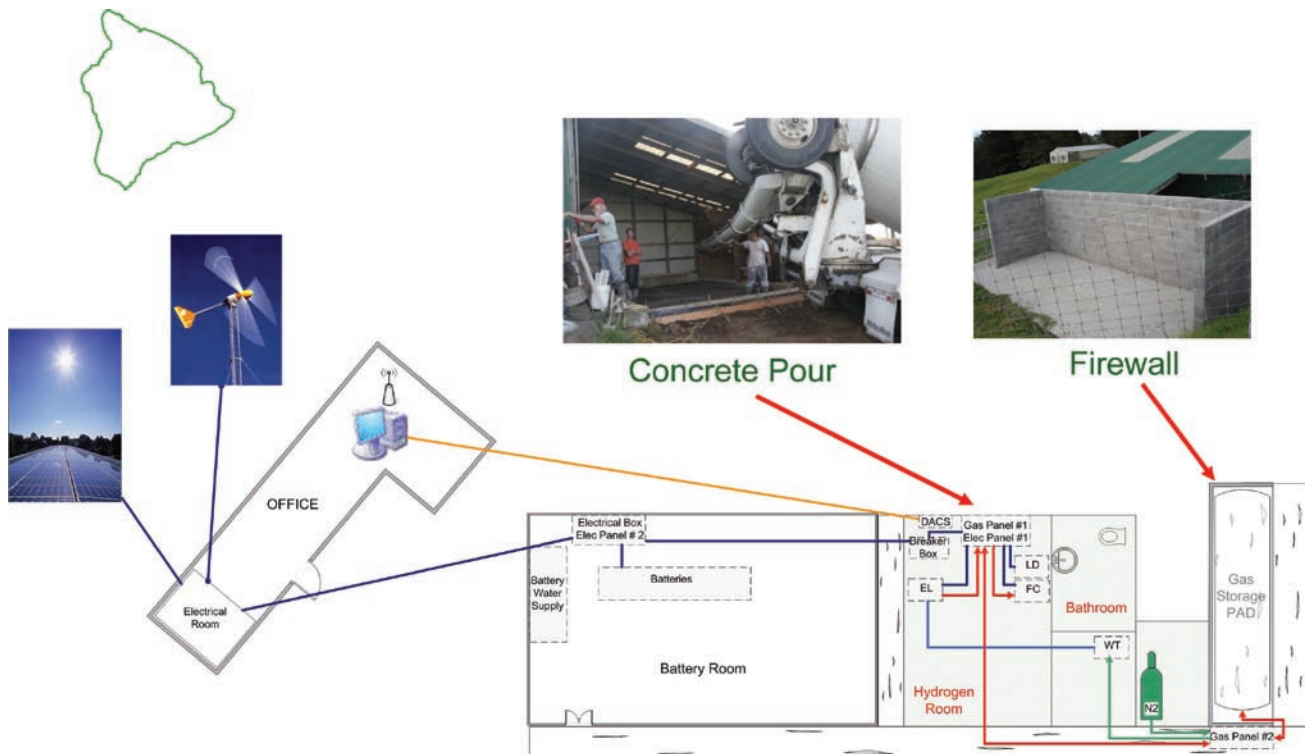 Concrete Pour
Firewall
OFFICE
Electrical
Room
Electrical Box
Elec Panel # 2
Battery
Water
Supply
Batteries
Battery Room
DACS
Breaker
Box
Gas Panel #1
Elec Panel #1
EL
LD
FC
Bathroom
WT
Hydrogen
Room
N2
Gas
Storage
PAD
Gas Panel #2